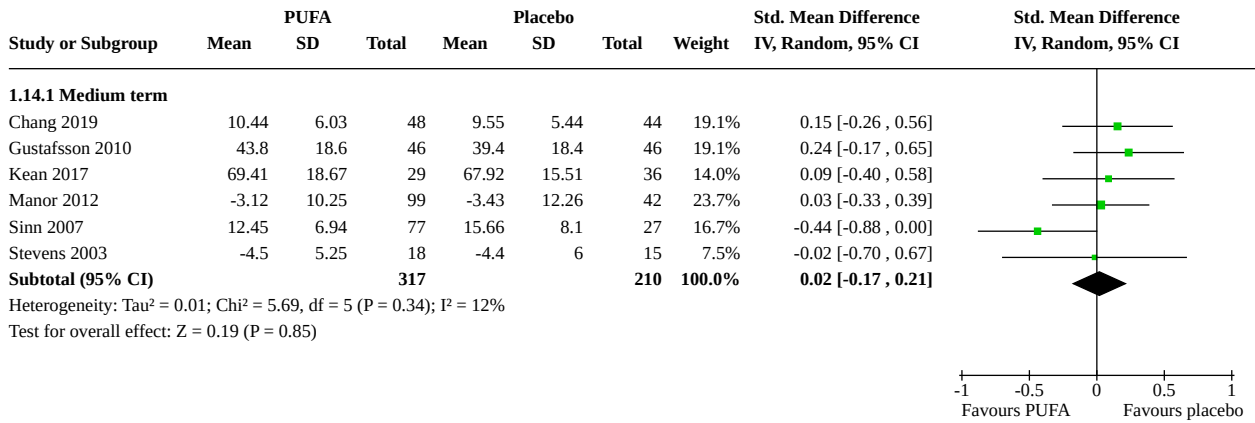 PUFA Placebo Std. Mean Difference Std. Mean Difference
Study or Subgroup Mean SD Total Mean SD Total Weight IV, Random, 95% CI IV, Random, 95% CI
1.14.1 Medium term
Chang 2019 10.44 6.03 48 9.55 5.44 44 19.1% 0.15 [-0.26 , 0.56]
Gustafsson 2010 43.8 18.6 46 39.4 18.4 46 19.1% 0.24 [-0.17 , 0.65]
Kean 2017 69.41 18.67 29 67.92 15.51 36 14.0% 0.09 [-0.40 , 0.58]
Manor 2012 -3.12 10.25 99 -3.43 12.26 42 23.7% 0.03 [-0.33 , 0.39]
Sinn 2007 12.45 6.94 77 15.66 8.1 27 16.7% -0.44 [-0.88 , 0.00]
Stevens 2003 -4.5 5.25 18 -4.4 6 15 7.5% -0.02 [-0.70 , 0.67]
Subtotal (95% CI) 317 210 100.0% 0.02 [-0.17 , 0.21]
Heterogeneity: Tau² = 0.01; Chi² = 5.69, df = 5 (P = 0.34); I² = 12%
Test for overall effect: Z = 0.19 (P = 0.85)
-1 -0.5 0 0.5 1
Favours PUFA Favours placebo